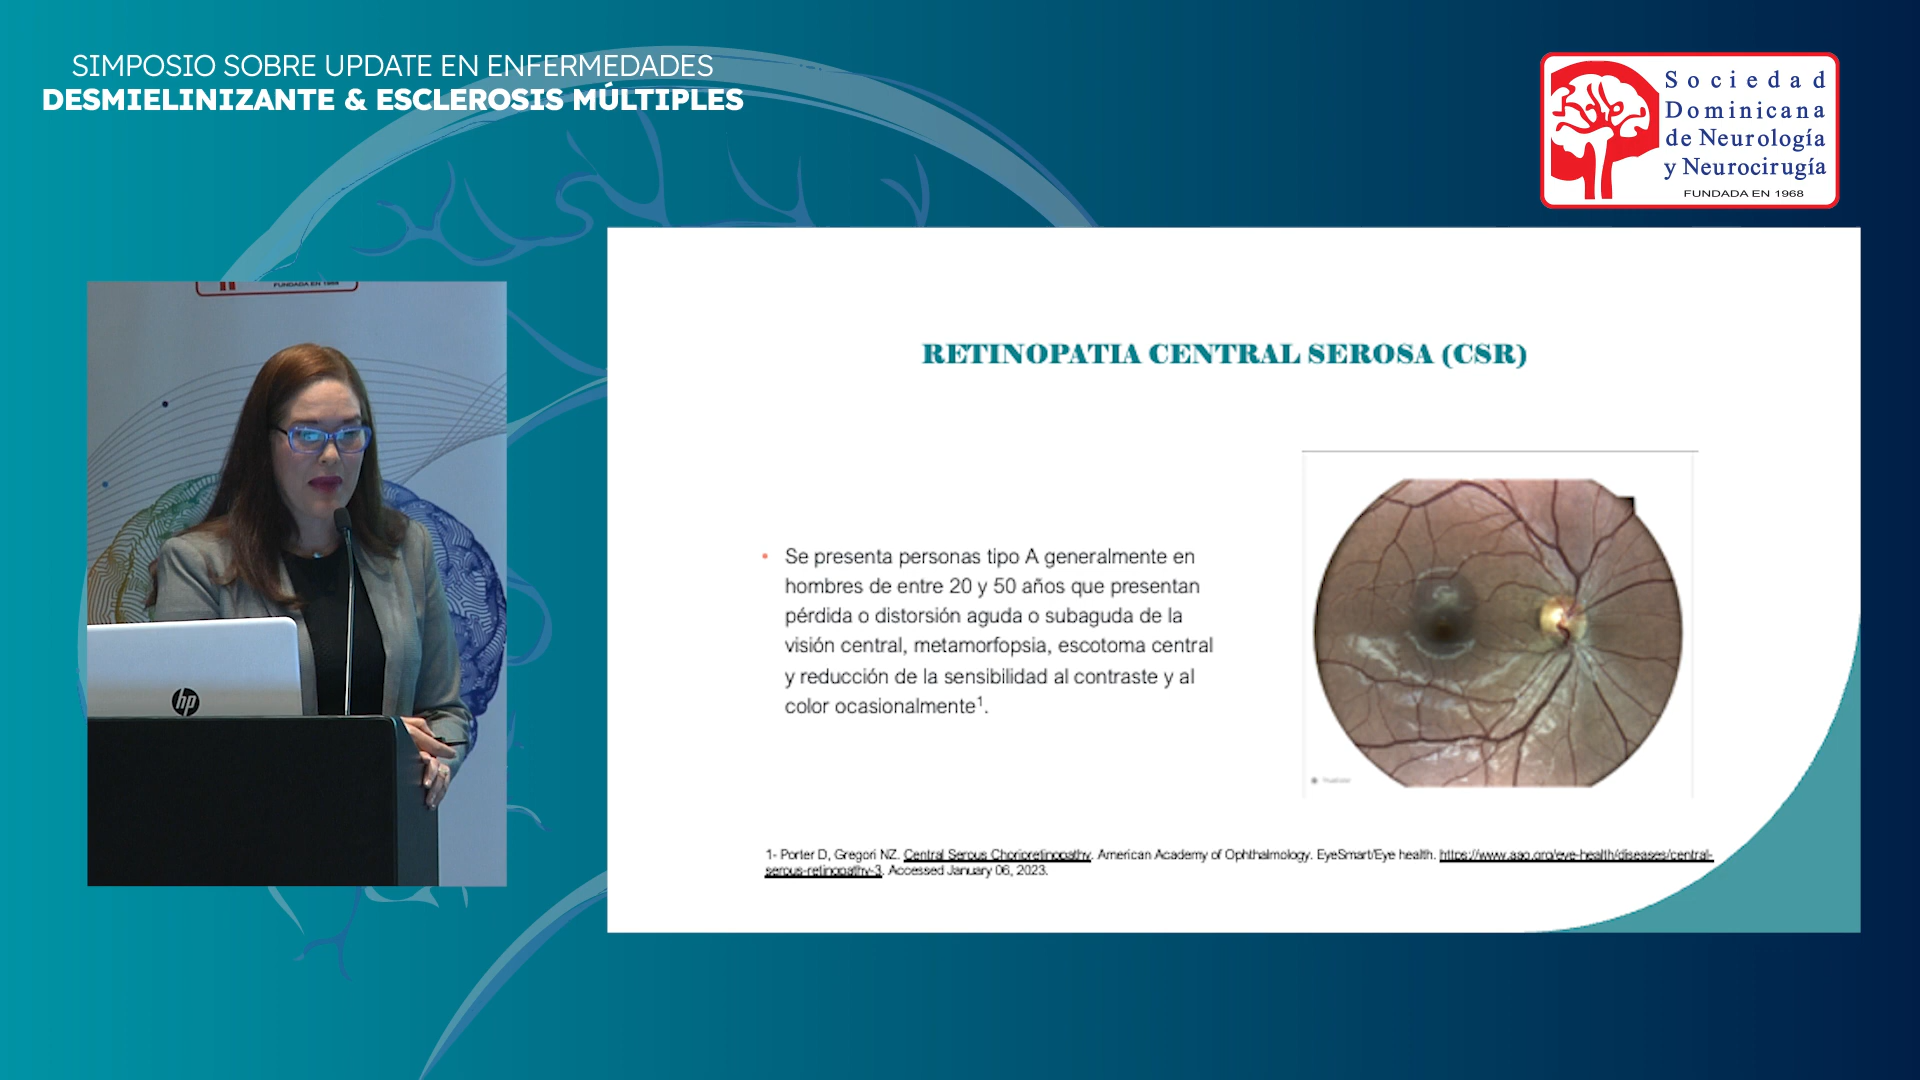 SIMPOSIO SOBRE UPDATE EN ENFERMEDADES
DESMIELINIZANTE & ESCLEROSIS MÚLTIPLES
Sociedad
Dominicana
de Neurología
y Neurocirugía
FUNDADA EN 1968
FUNDADA EN 1968
hp
RETINOPATIA CENTRAL SEROSA (CSR)
• Se presenta personas tipo A generalmente en
hombres de entre 20 y 50 años que presentan
pérdida o distorsión aguda o subaguda de la
visión central, metamorfopsia, escotoma central
y reducción de la sensibilidad al contraste y al
color ocasionalmente1.
1- Porter D, Gregori NZ. Central Serous Chorioretinopathy. American Academy of Ophthalmology. EyeSmart/Eye health. https://www.aao.org/eye-health/diseases/central-
serous-retinopathy-3. Accessed January 06, 2023.